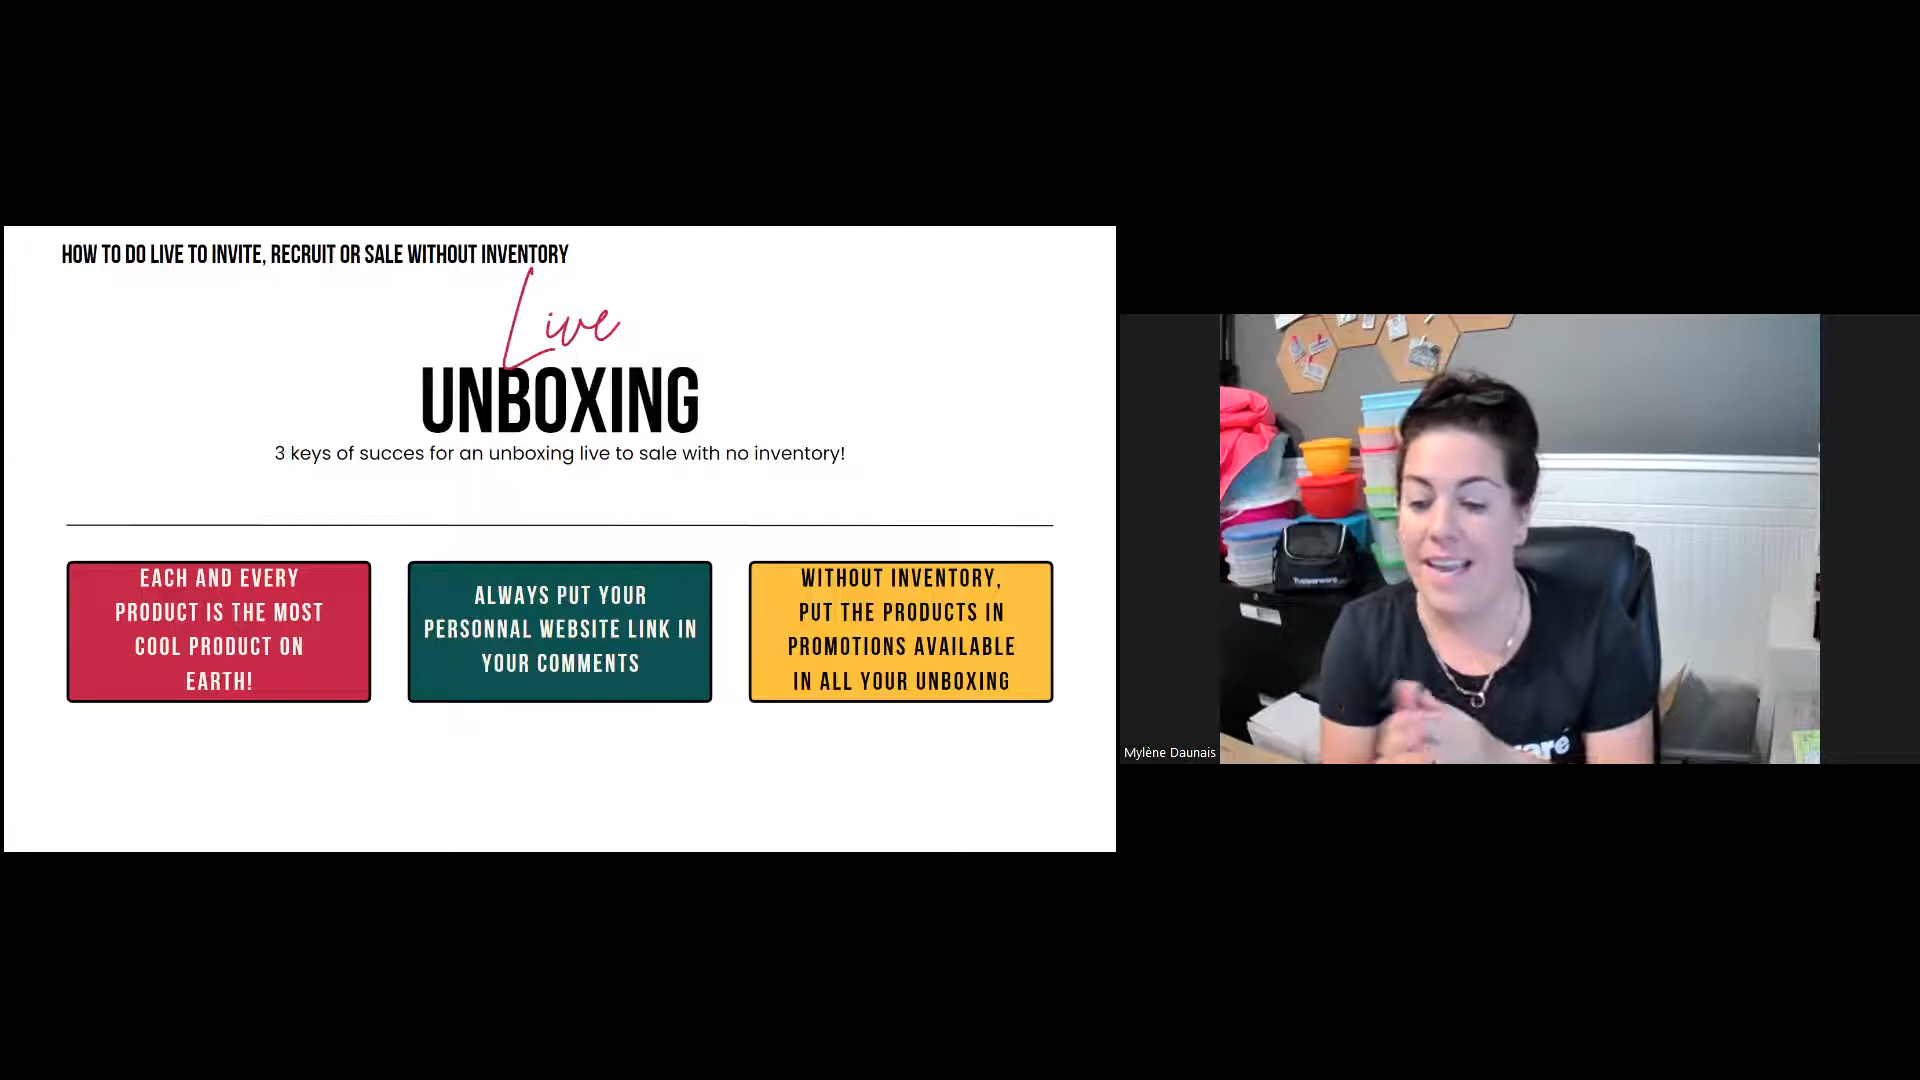 HOW TO DO LIVE TO INVITE, RECRUIT OR SALE WITHOUT INVENTORY
Live
UNBOXING
3 keys of succes for an unboxing live to sale with no inventory!
EACH AND EVERY
PRODUCT IS THE MOST
COOL PRODUCT ON
EARTH!
ALWAYS PUT YOUR
PERSONNAL WEBSITE LINK IN
YOUR COMMENTS
WITHOUT INVENTORY,
PUT THE PRODUCTS IN
PROMOTIONS AVAILABLE
IN ALL YOUR UNBOXING
Tupperware
Mylène Daunais